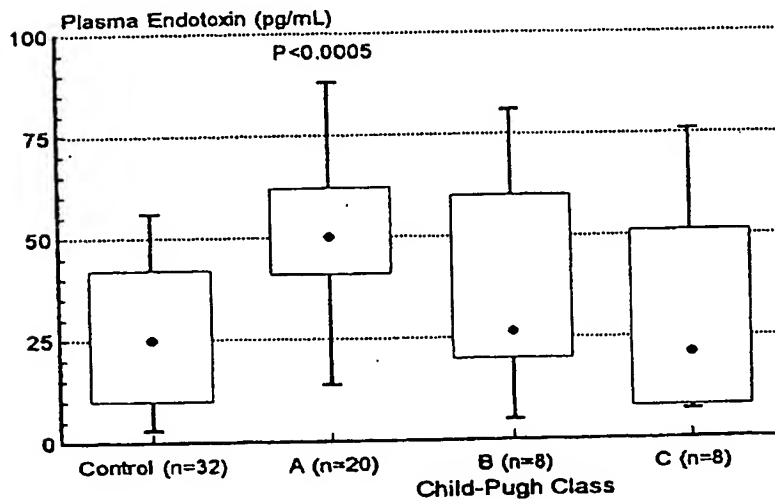 Plasma Endotoxin (pg/mL)
100
P<0.0005
75
50
25
0
Control (n=32) A (n=20) B (n=8) C (n=8)
Child-Pugh Class